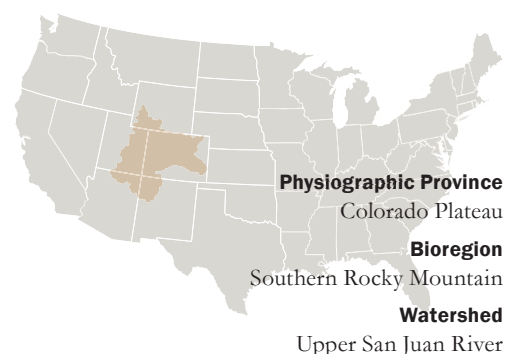 Physiographic Province
Colorado Plateau
Bioregion
Southern Rocky Mountain
Watershed
Upper San Juan River